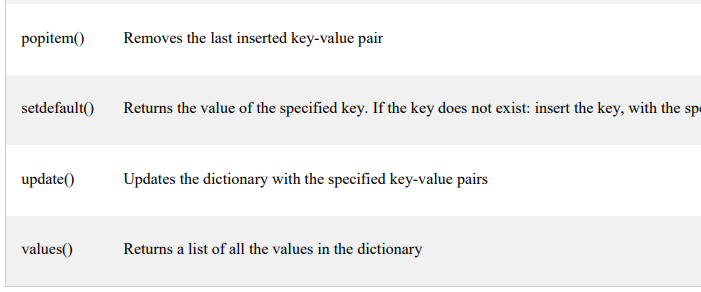 popitem() Removes the last inserted key-value pair
setdefault() Returns the value of the specified key. If the key does not exist: insert the key, with the
update() Updates the dictionary with the specified key-value pairs
values() Returns a list of all the values in the dictionary